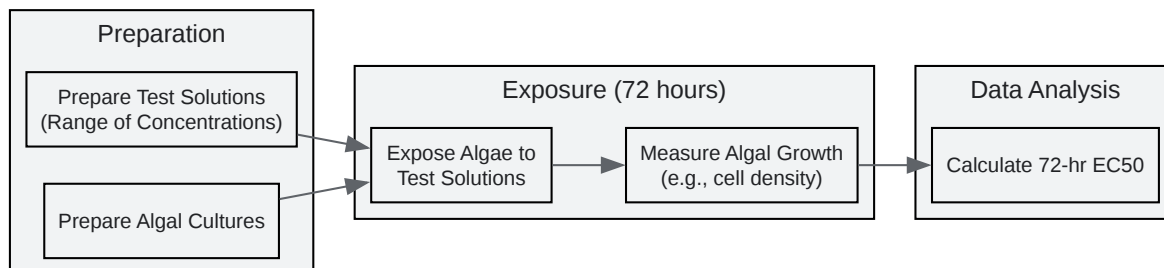 Preparation
Prepare Test Solutions
(Range of Concentrations)
Prepare Algal Cultures
Exposure (72 hours)
Expose Algae to
Test Solutions
Measure Algal Growth
(e.g., cell density)
Data Analysis
Calculate 72-hr EC50